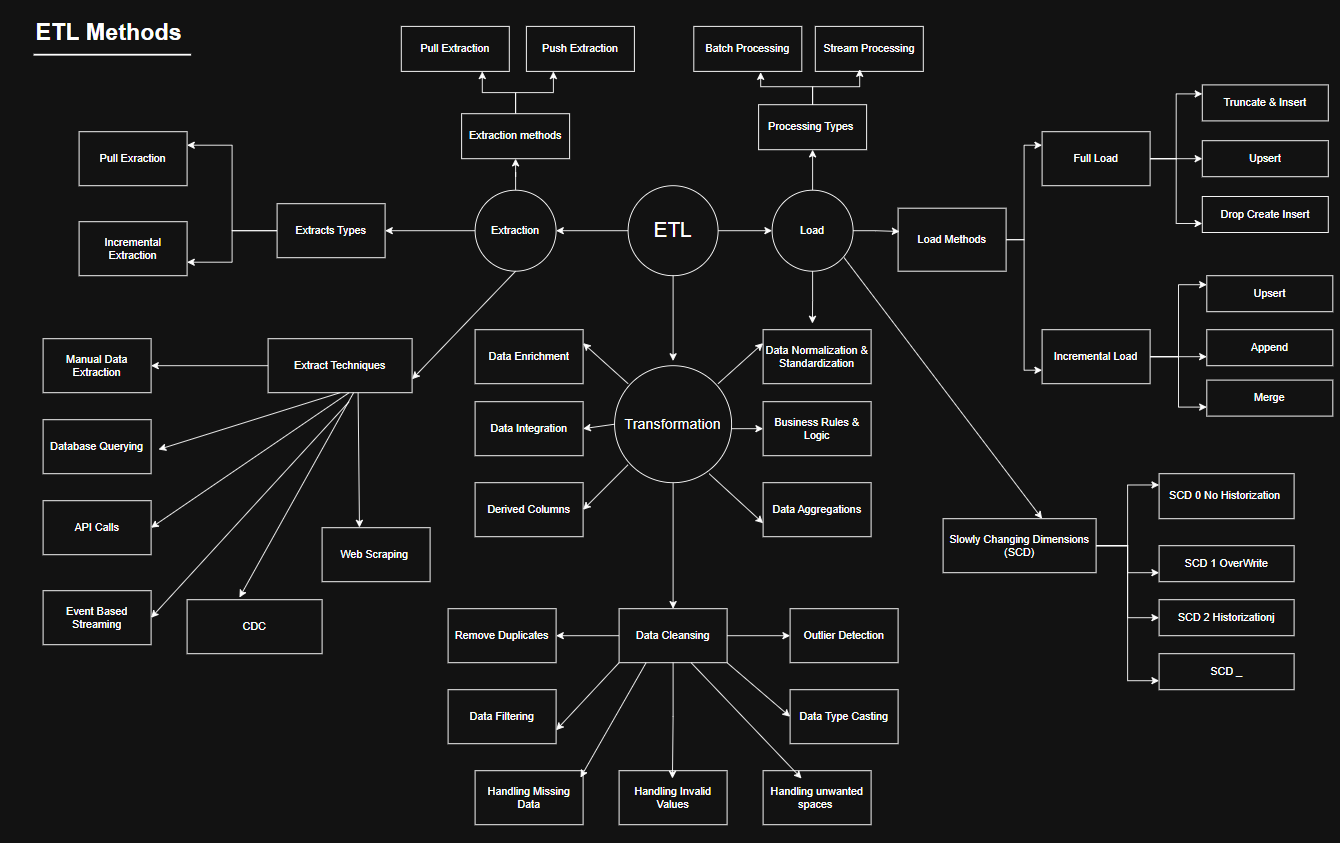 ETL Methods
Pull Extraction
Push Extraction
Batch Processing
Stream Processing
Extraction methods
Processing Types
Truncate & Insert
Pull Exraction
Full Load
Upsert
Extracts Types
Extraction
ETL
Load
Load Methods
Drop Create Insert
Incremental
Extraction
Upsert
Incremental Load
Append
Merge
Manual Data
Extraction
Extract Techniques
Data Enrichment
Data Normalization &
Standardization
Database Querying
Data Integration
Transformation
Business Rules &
Logic
API Calls
Web Scraping
Derived Columns
Data Aggregations
Slowly Changing Dimensions
(SCD)
SCD 0 No Historization
SCD 1 OverWrite
SCD 2 Historizationj
SCD _
Event Based
Streaming
CDC
Remove Duplicates
Data Cleansing
Outlier Detection
Data Filtering
Data Type Casting
Handling Missing
Data
Handling Invalid
Values
Handling unwanted
spaces